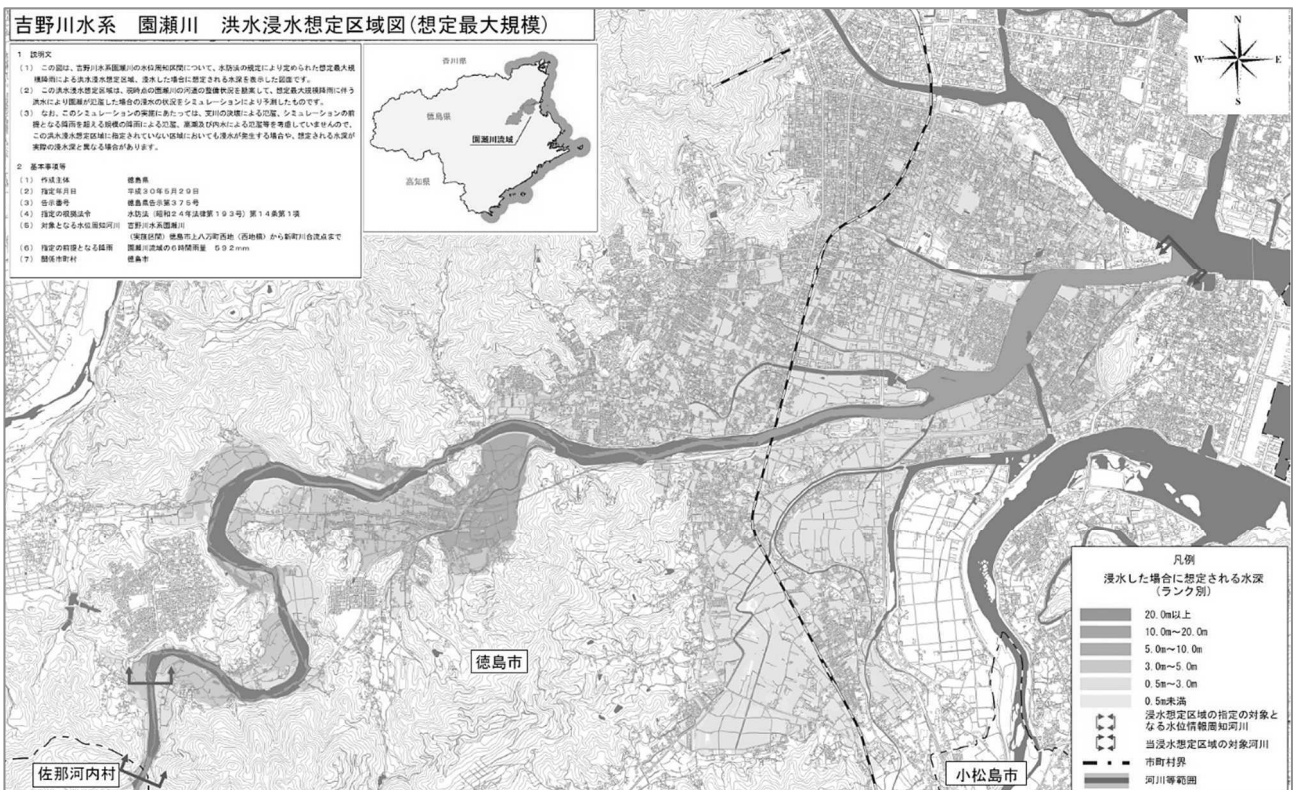 吉野川水系　園瀬川　洪水浸水想定区域図(想定最大規模)
1　説明文
(1)　この図は、吉野川水系園瀬川の水位周知区間について、水防法の規定により定められた想定最大規
模降雨による洪水浸水想定区域、浸水した場合に想定される水深を表示した図面です。
(2)　この洪水浸水想定区域は、現時点の園瀬川の河道の整備状況を勘案して、想定最大規模降雨に伴う
洪水により園瀬が氾濫した場合の浸水の状況をシミュレーションにより予測したものです。
(3)　なお、このシミュレーションの実施にあたっては、支川の決壊による氾濫、シミュレーションの前
提となる降雨を超える規模の降雨による氾濫、高潮及び内水による氾濫等を考慮していませんので、
この洪水浸水想定区域に指定されていない区域においても浸水が発生する場合や、想定される水深が
実際の浸水深と異なる場合があります。
2　基本事項等
(1)　作成主体　徳島県
(2)　指定年月日　平成30年5月29日
(3)　告示番号　徳島県告示第375号
(4)　指定の根拠法令　水防法(昭和24年法律第193号)第14条第1項
(5)　対象となる水位周知河川　吉野川水系園瀬川
(実施区間)徳島市上八万町西地(西地橋)から新町川合流点まで
(6)　指定の前提となる降雨　園瀬川流域の6時間雨量　592mm
(7)　関係市町村　徳島市
香川県
徳島県
園瀬川流域
高知県
N
W
E
S
徳島市
佐那河内村
小松島市
凡例
浸水した場合に想定される水深
(ランク別)
20.0m以上
10.0m～20.0m
5.0m～10.0m
3.0m～5.0m
0.5m～3.0m
0.5m未満
浸水想定区域の指定の対象と
なる水位情報周知河川
当浸水想定区域の対象河川
市町村界
河川等範囲